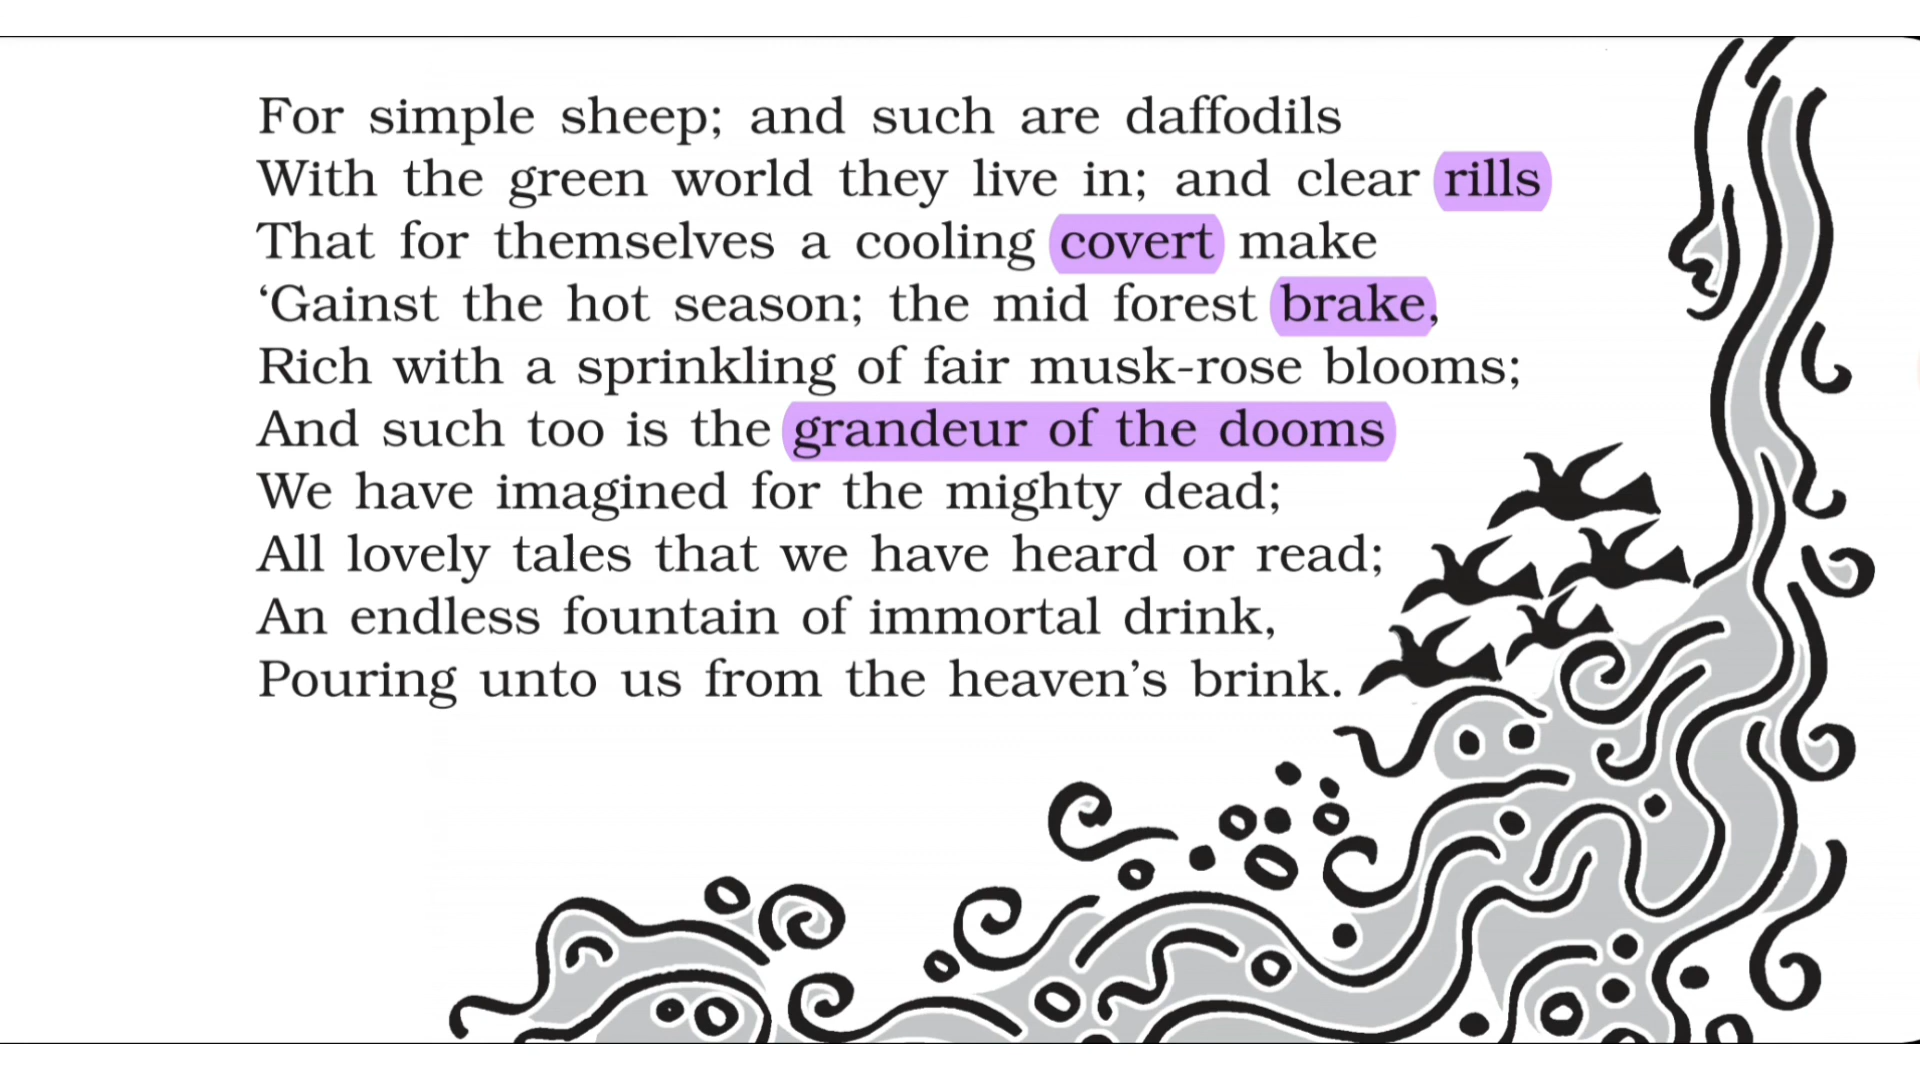 For simple sheep; and such are daffodils
With the green world they live in; and clear rills
That for themselves a cooling covert make
‘Gainst the hot season; the mid forest brake,
Rich with a sprinkling of fair musk-rose blooms;
And such too is the grandeur of the dooms
We have imagined for the mighty dead;
All lovely tales that we have heard or read;
An endless fountain of immortal drink,
Pouring unto us from the heaven’s brink.